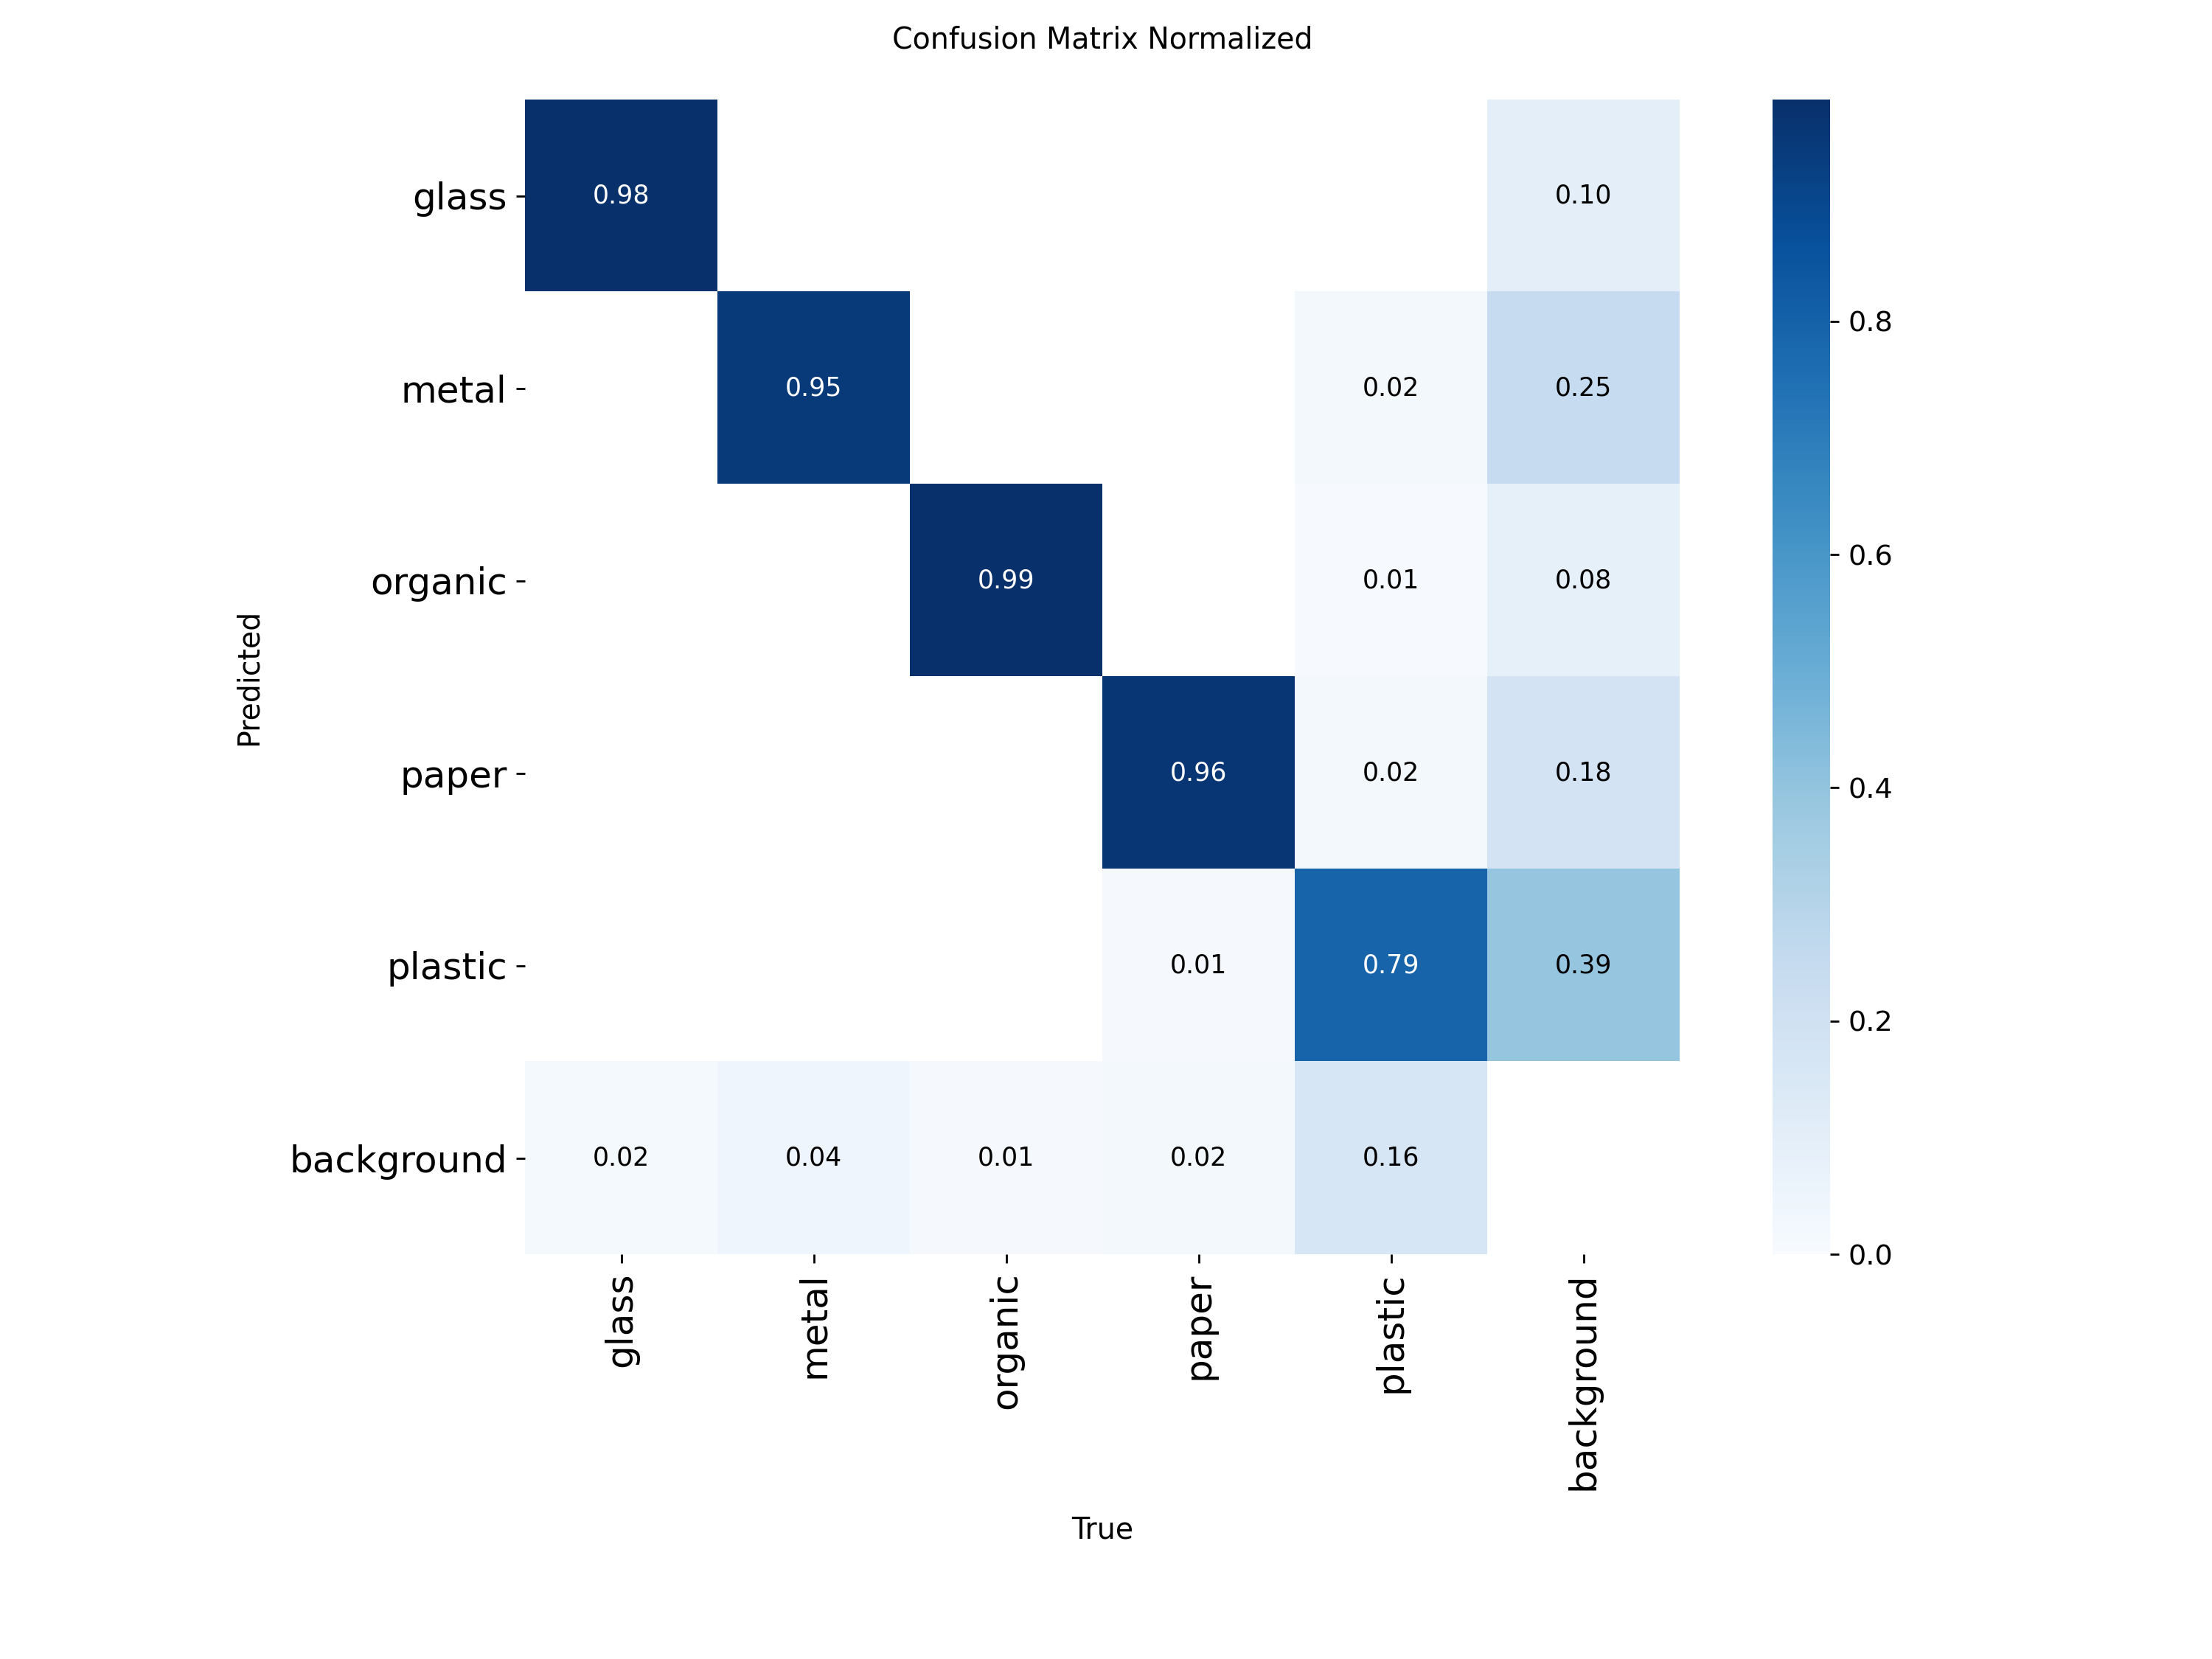 Confusion Matrix Normalized
glass
0.98
0.10
metal
0.95
0.02
0.25
organic
0.99
0.01
0.08
paper
0.96
0.02
0.18
plastic
0.01
0.79
0.39
background
0.02
0.04
0.01
0.02
0.16
Predicted
glass
metal
organic
paper
plastic
background
True
0.8
0.6
0.4
0.2
0.0